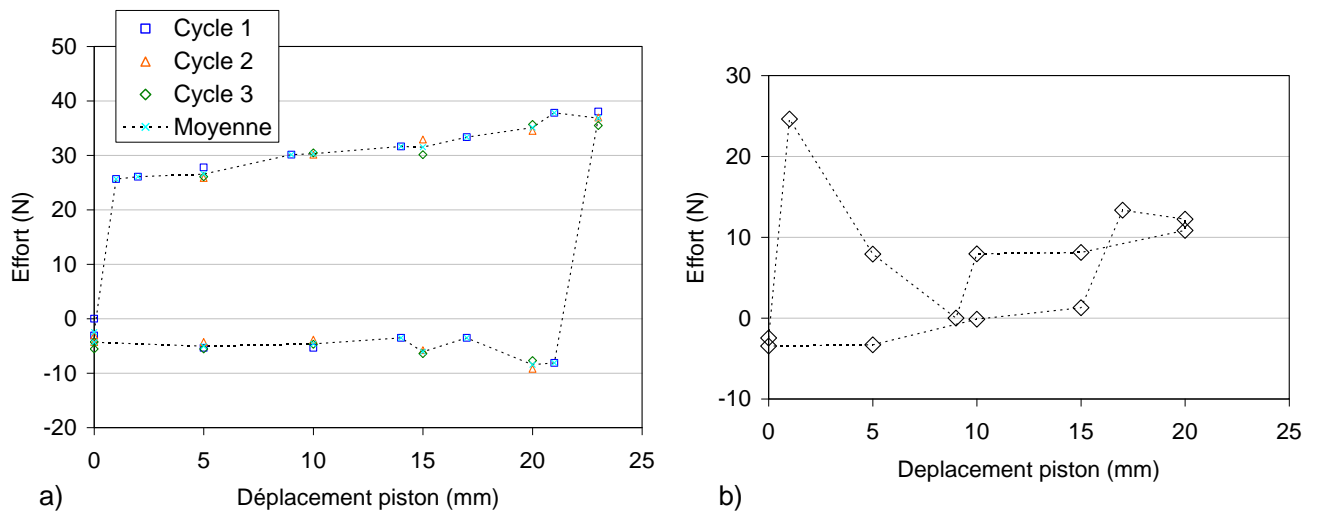 Cycle 1
Cycle 2
Cycle 3
Moyenne
50
40
30
20
10
0
-10
-20
Effort (N)
0 5 10 15 20 25
Déplacement piston (mm)
a)
30
20
10
0
-10
Effort (N)
0 5 10 15 20 25
Deplacement piston (mm)
b)